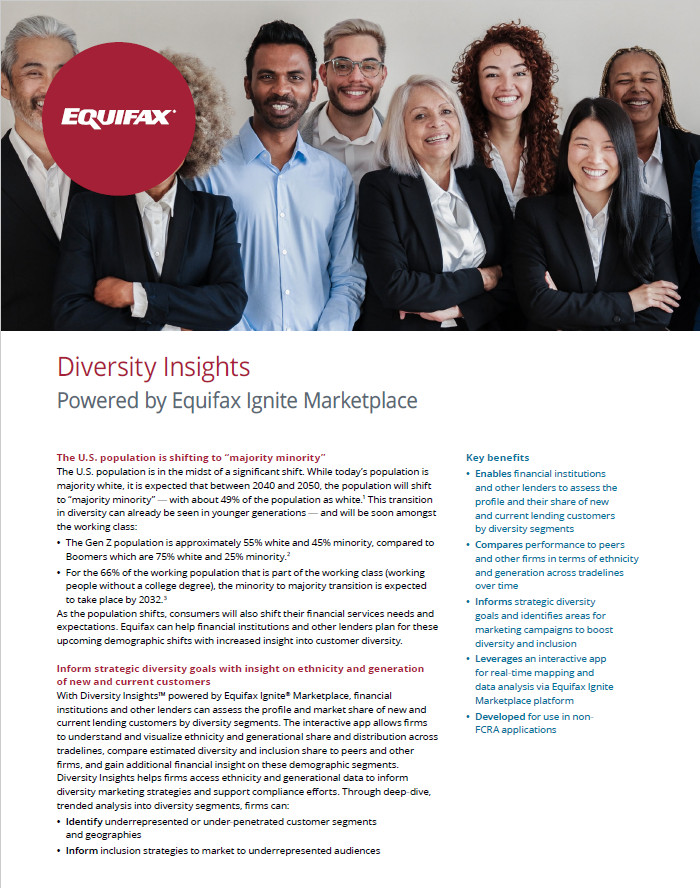 EQUIFAX®
Diversity Insights
Powered by Equifax Ignite Marketplace
The U.S. population is shifting to “majority minority”
The U.S. population is in the midst of a significant shift. While today’s population is
majority white, it is expected that between 2040 and 2050, the population will shift
to “majority minority” — with about 49% of the population as white.¹ This transition
in diversity can already be seen in younger generations — and will be soon amongst
the working class:
• The Gen Z population is approximately 55% white and 45% minority, compared to
Boomers which are 75% white and 25% minority.²
• For the 66% of the working population that is part of the working class (working
people without a college degree), the minority to majority transition is expected
to take place by 2032.³
As the population shifts, consumers will also shift their financial services needs and
expectations. Equifax can help financial institutions and other lenders plan for these
upcoming demographic shifts with increased insight into customer diversity.
Inform strategic diversity goals with insight on ethnicity and generation
of new and current customers
With Diversity Insights™ powered by Equifax Ignite® Marketplace, financial
institutions and other lenders can assess the profile and market share of new and
current lending customers by diversity segments. The interactive app allows firms
to understand and visualize ethnicity and generational share and distribution across
tradelines, compare estimated diversity and inclusion share to peers and other
firms, and gain additional financial insight on these demographic segments.
Diversity Insights helps firms access ethnicity and generational data to inform
diversity marketing strategies and support compliance efforts. Through deep-dive,
trended analysis into diversity segments, firms can:
• Identify underrepresented or under-penetrated customer segments
and geographies
• Inform inclusion strategies to market to underrepresented audiences
Key benefits
• Enables financial institutions
and other lenders to assess the
profile and their share of new
and current lending customers
by diversity segments
• Compares performance to peers
and other firms in terms of ethnicity
and generation across tradelines
over time
• Informs strategic diversity
goals and identifies areas for
marketing campaigns to boost
diversity and inclusion
• Leverages an interactive app
for real-time mapping and
data analysis via Equifax Ignite
Marketplace platform
• Developed for use in non-
FCRA applications